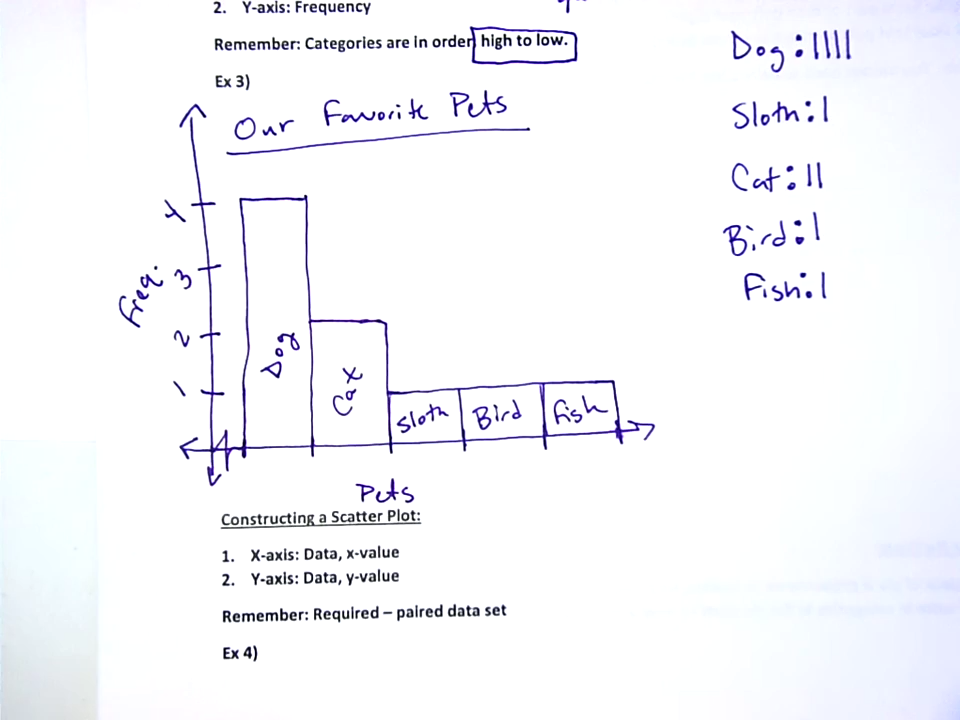 2. Y-axis: Frequency
Remember: Categories are in order high to low.
Ex 3)
Our Favorite Pets
Dog: ||||
Sloth: |
Cat: ||
Bird: |
Fish: |
4
3
2
1
Freq.
Dog
Cat
Sloth
Bird
Fish
Pets
Constructing a Scatter Plot:
1. X-axis: Data, x-value
2. Y-axis: Data, y-value
Remember: Required – paired data set
Ex 4)